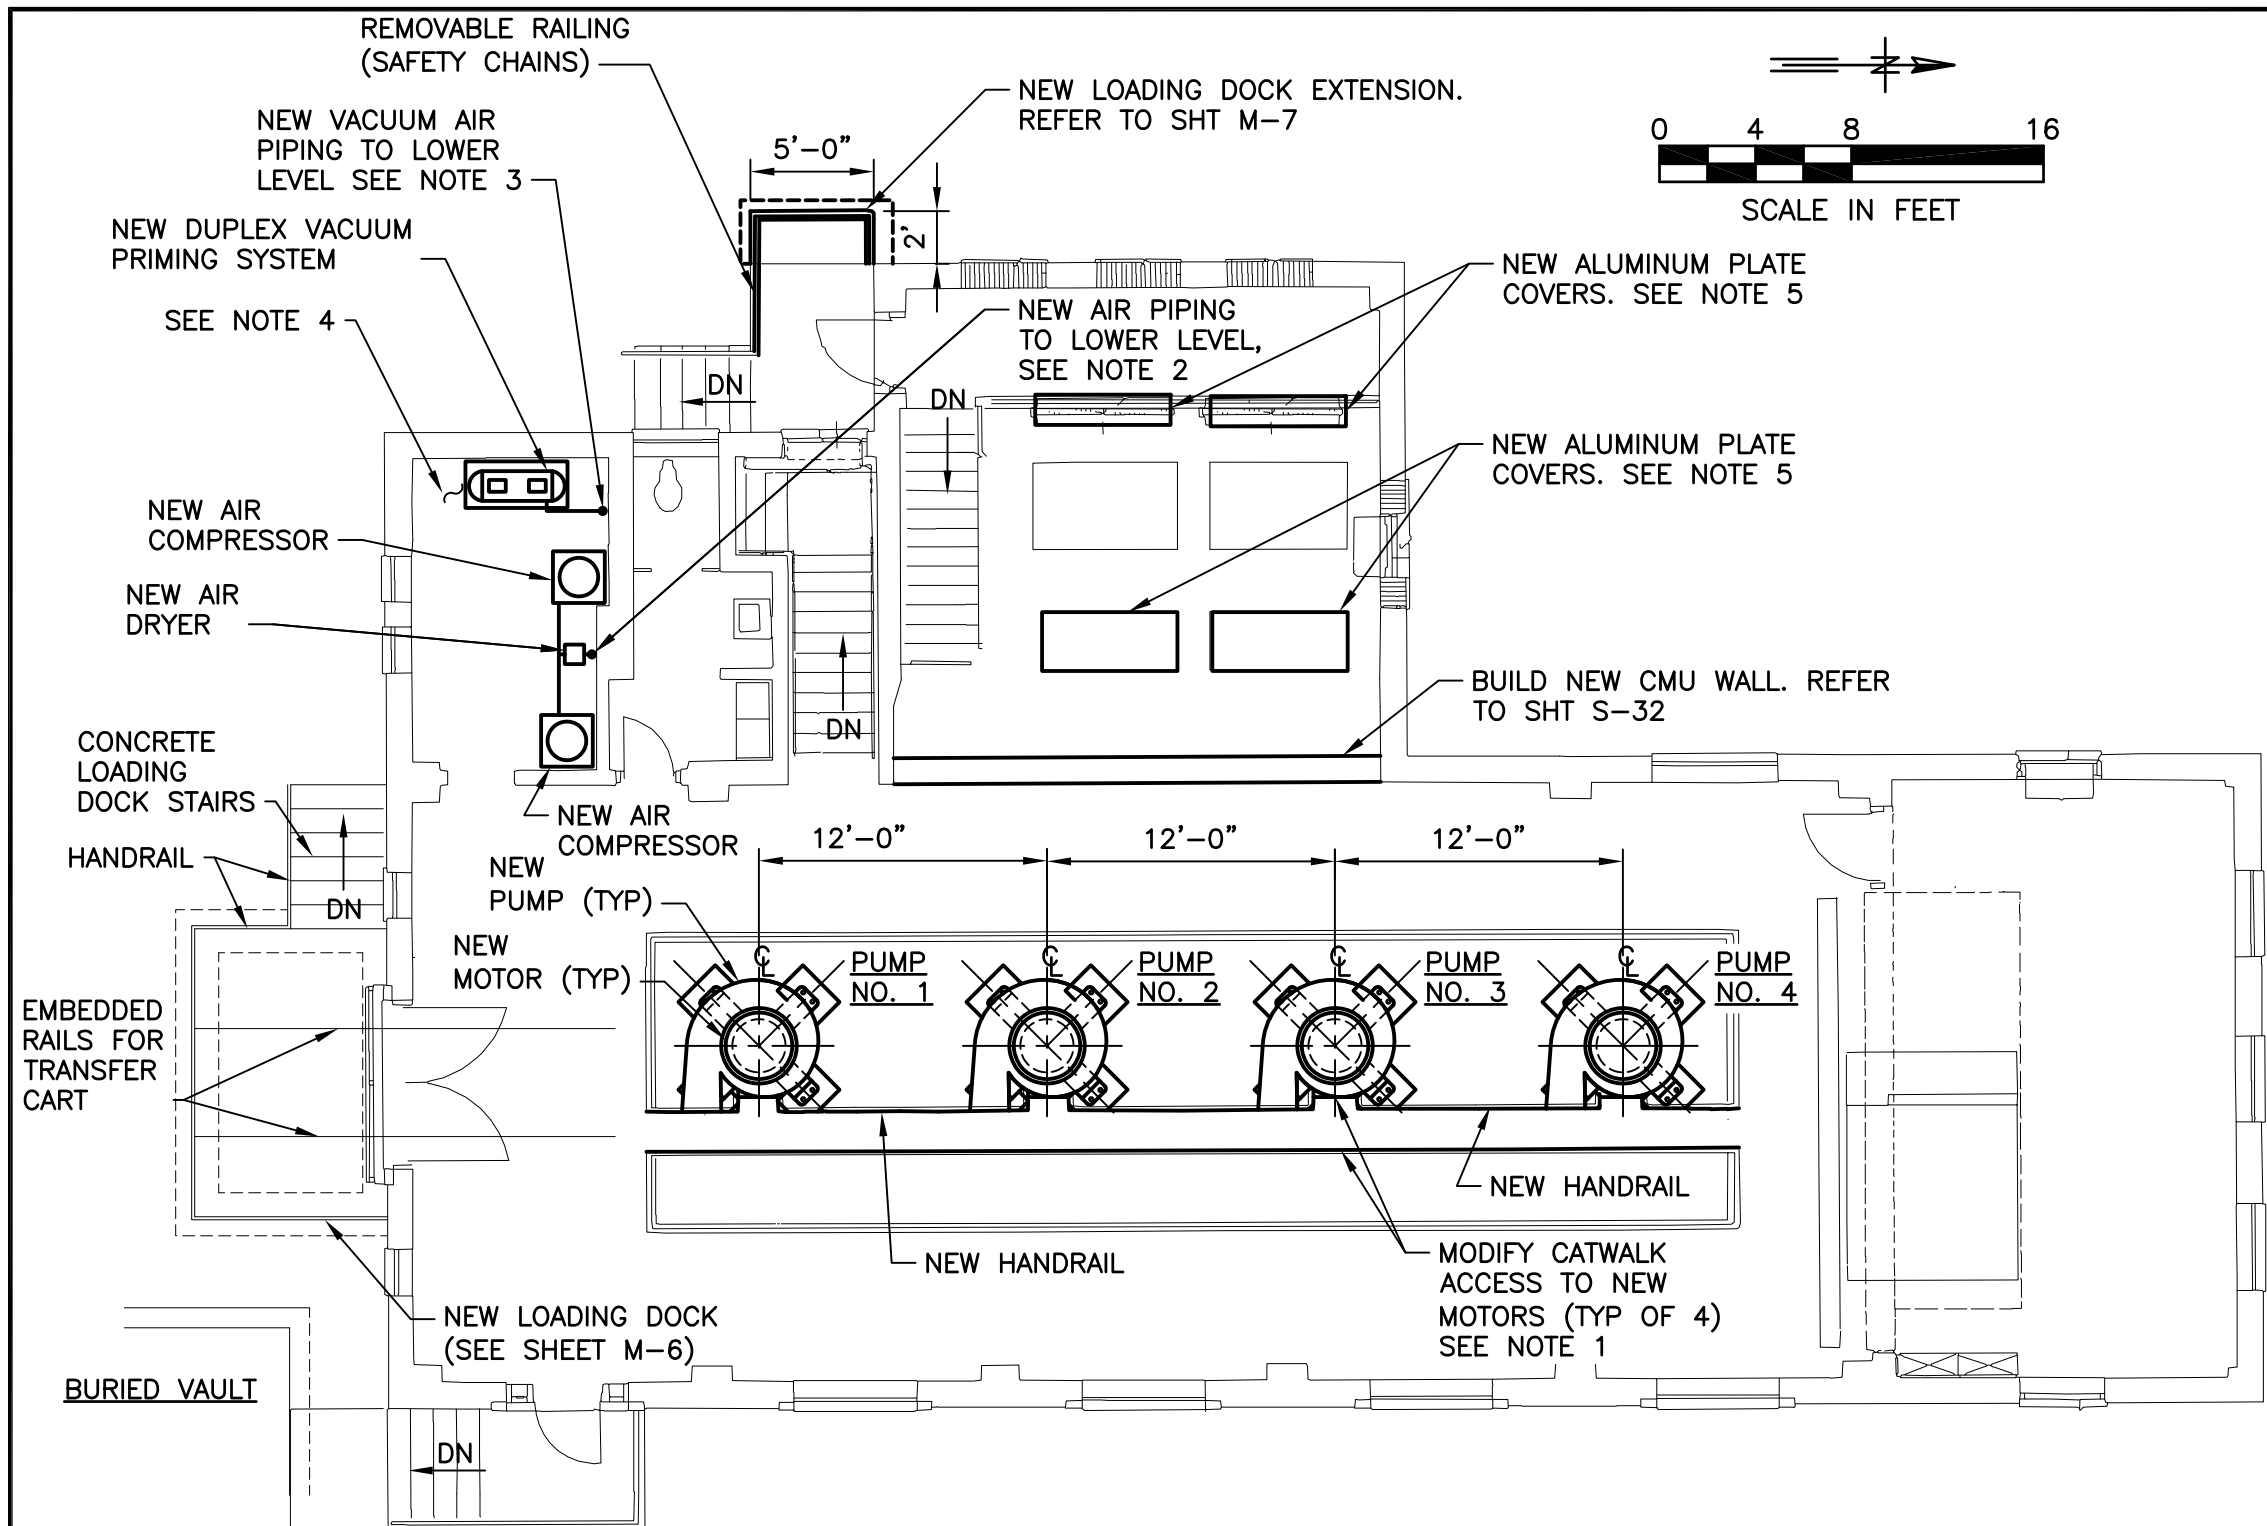 REMOVABLE RAILING
(SAFETY CHAINS)
NEW LOADING DOCK EXTENSION.
REFER TO SHT M-7
NEW VACUUM AIR
PIPING TO LOWER
LEVEL SEE NOTE 3
5'-0"
2'
0 4 8 16
SCALE IN FEET
N
NEW DUPLEX VACUUM
PRIMING SYSTEM
SEE NOTE 4
NEW ALUMINUM PLATE
COVERS. SEE NOTE 5
NEW AIR PIPING
TO LOWER LEVEL,
SEE NOTE 2
DN
DN
NEW ALUMINUM PLATE
COVERS. SEE NOTE 5
NEW AIR
COMPRESSOR
NEW AIR
DRYER
BUILD NEW CMU WALL. REFER
TO SHT S-32
DN
CONCRETE
LOADING
DOCK STAIRS
HANDRAIL
DN
NEW AIR
COMPRESSOR
12'-0" 12'-0" 12'-0"
NEW
PUMP (TYP)
NEW
MOTOR (TYP)
CL CL CL CL
PUMP
NO. 1
PUMP
NO. 2
PUMP
NO. 3
PUMP
NO. 4
EMBEDDED
RAILS FOR
TRANSFER
CART
NEW HANDRAIL
NEW HANDRAIL
MODIFY CATWALK
ACCESS TO NEW
MOTORS (TYP OF 4)
SEE NOTE 1
NEW LOADING DOCK
(SEE SHEET M-6)
BURIED VAULT
DN